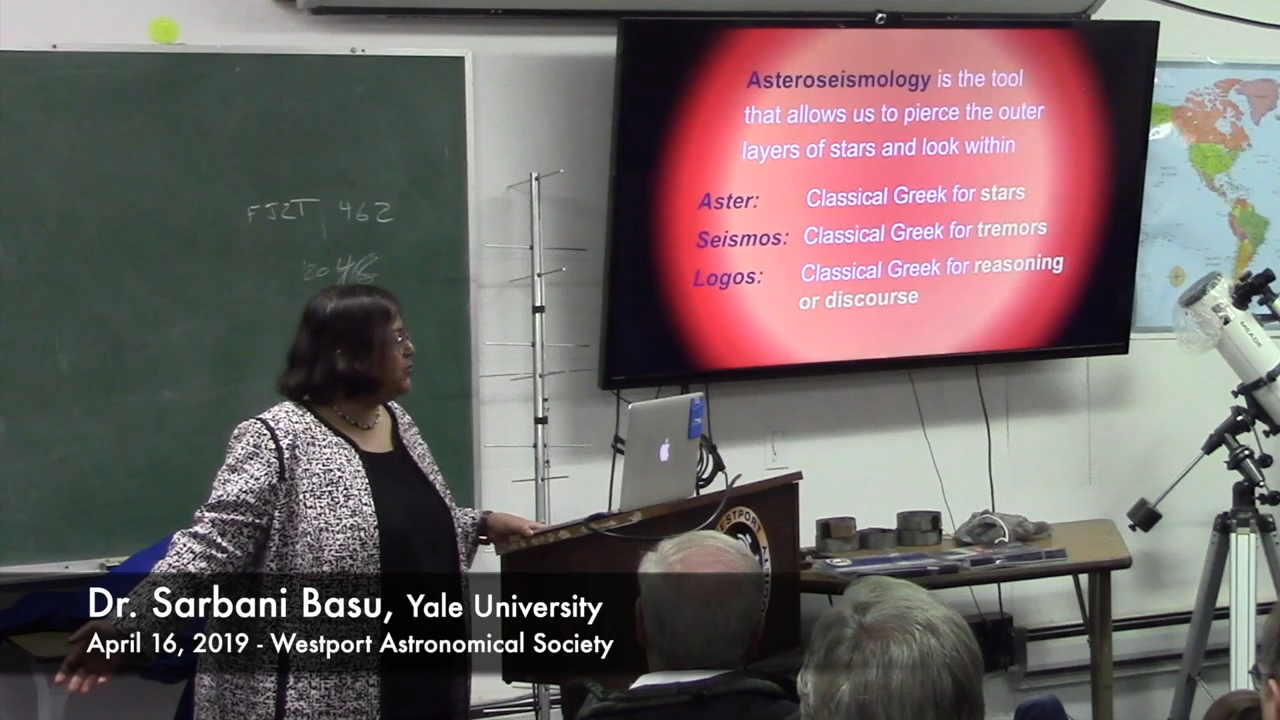 Asteroseismology is the tool
that allows us to pierce the outer
layers of stars and look within
Aster: Classical Greek for stars
Seismos: Classical Greek for tremors
Logos: Classical Greek for reasoning
or discourse
FJ2T 462
MEADE
WESTPORT
Dr. Sarbani Basu, Yale University
April 16, 2019 - Westport Astronomical Society